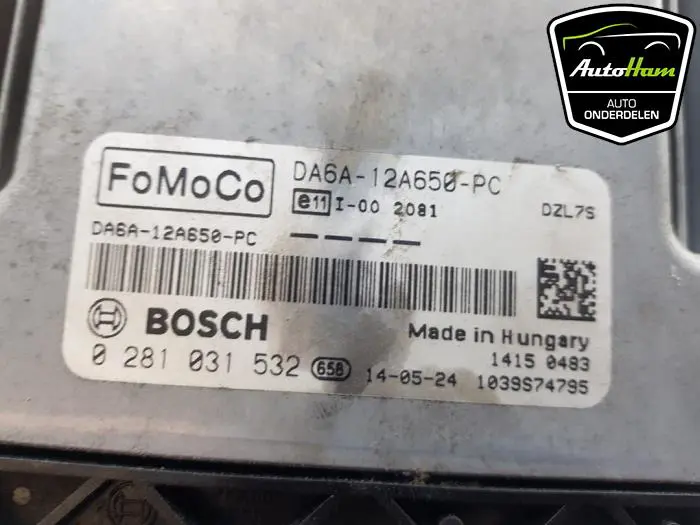 AutoHam
AUTO
ONDERDELEN
FoMoCo
DA6A-12A650-PC
e11 I-00 2081
DZL7S
DA6A-12A650-PC
BOSCH
Made in Hungary
0 281 031 532
658
14-05-24
1415 0483
1039S74795
BOSCH